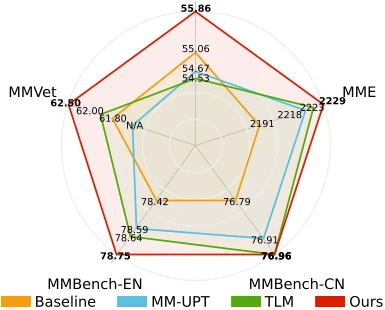 55.86
55.06
54.67
54.53
MMVet
MME
62.50
62.00
61.80
N/A
2229
2223
2218
2191
78.42
76.79
78.59
78.64
76.91
78.75
76.96
MMBench-EN
MMBench-CN
Baseline
MM-UPT
TLM
Ours